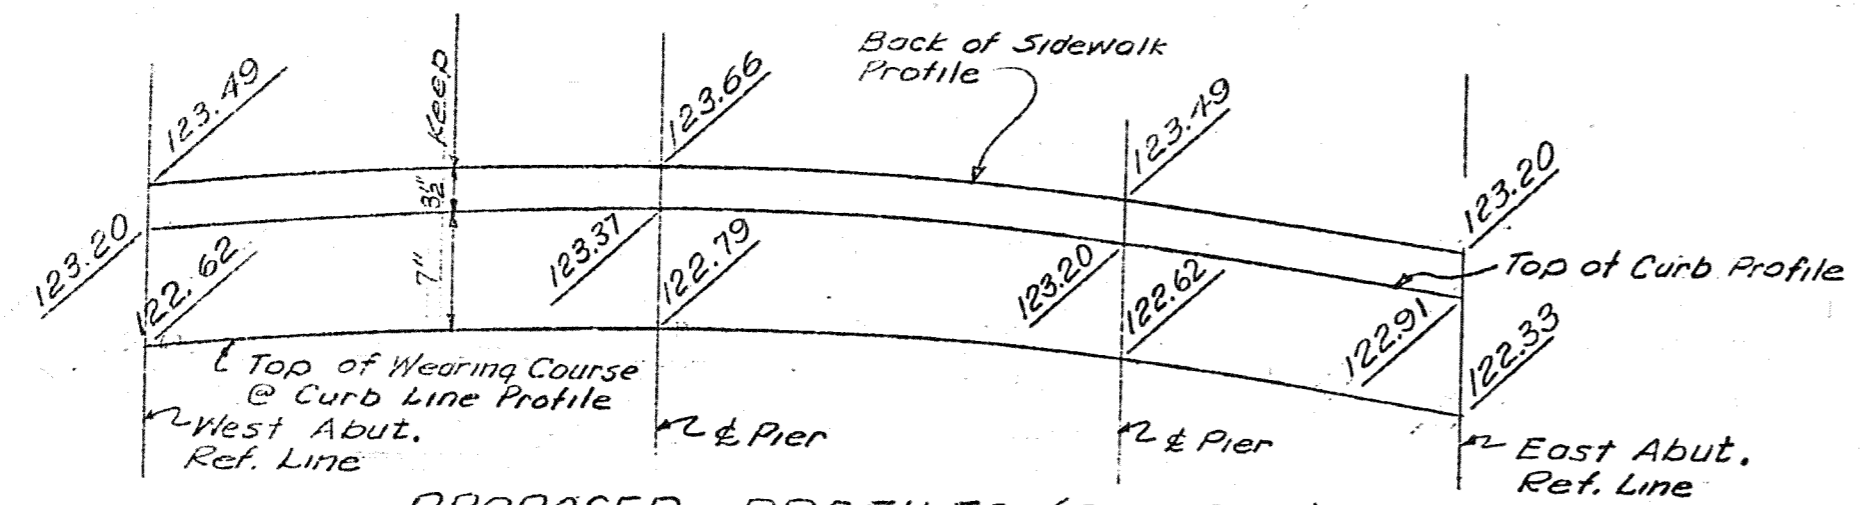 Back of Sidewalk
Profile
Keep
123.49
123.66
123.49
123.20
3½"
7"
123.20
122.62
123.37
122.79
123.20
122.62
122.91
122.33
Top of Curb Profile
Top of Wearing Course
@ Curb Line Profile
West Abut.
Ref. Line
℄ Pier
℄ Pier
East Abut.
Ref. Line